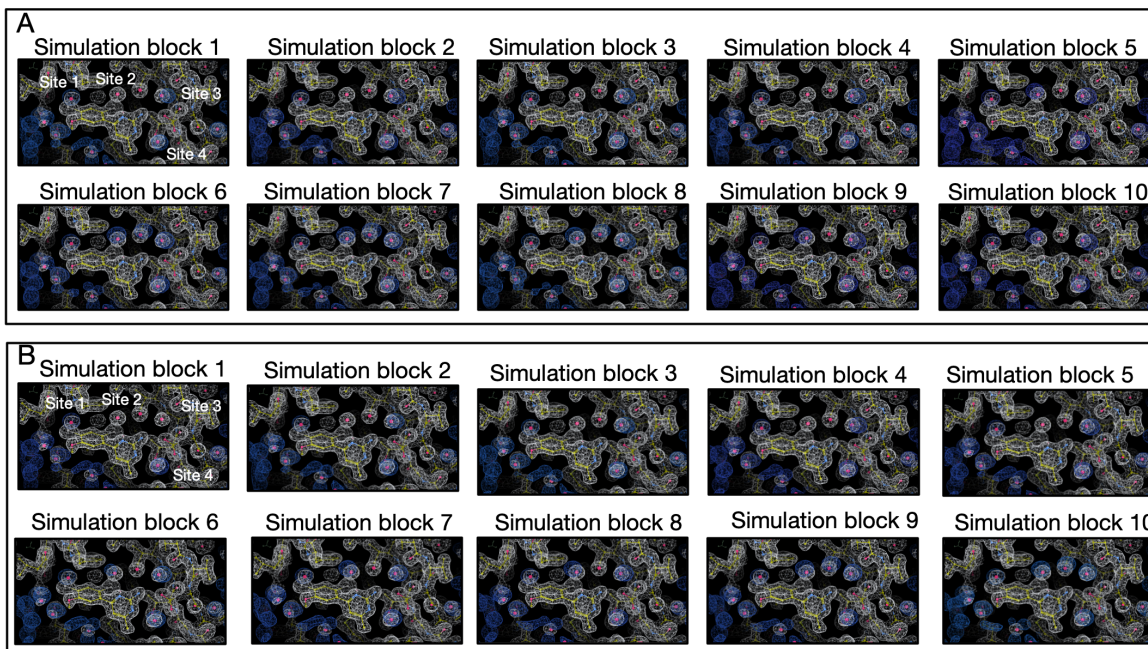 A
Simulation block 1
Simulation block 2
Simulation block 3
Simulation block 4
Simulation block 5
Site 1
Site 2
Site 3
Site 4
Simulation block 6
Simulation block 7
Simulation block 8
Simulation block 9
Simulation block 10
B
Simulation block 1
Simulation block 2
Simulation block 3
Simulation block 4
Simulation block 5
Site 1
Site 2
Site 3
Site 4
Simulation block 6
Simulation block 7
Simulation block 8
Simulation block 9
Simulation block 10